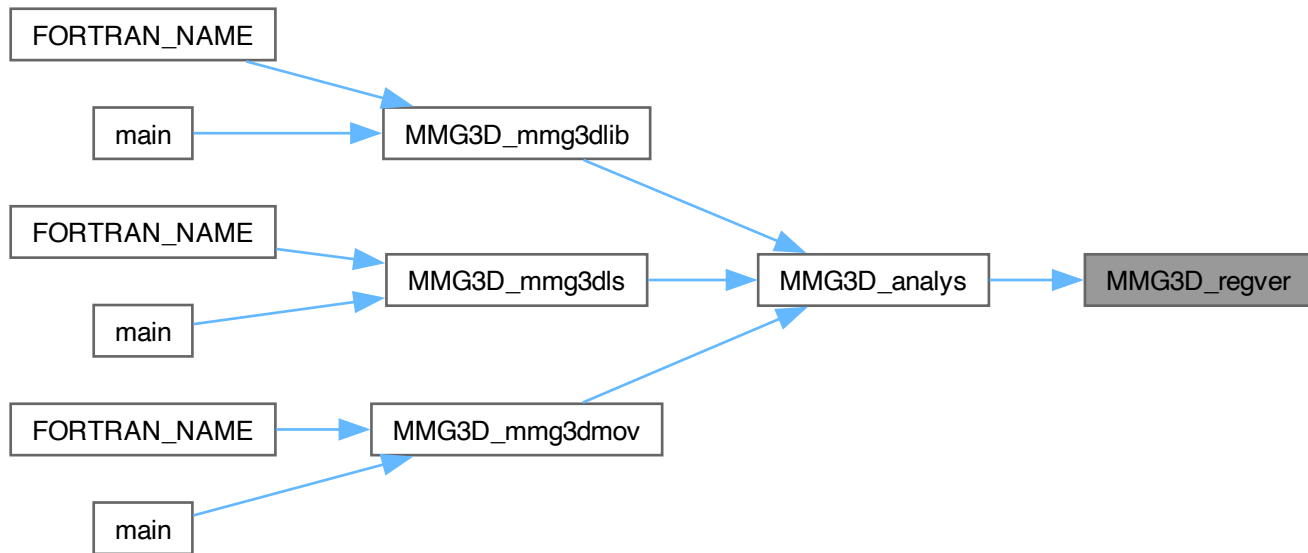 FORTRAN_NAME
main
MMG3D_mmg3dlib
FORTRAN_NAME
main
MMG3D_mmg3dls
MMG3D_analys
MMG3D_regver
FORTRAN_NAME
main
MMG3D_mmg3dmov